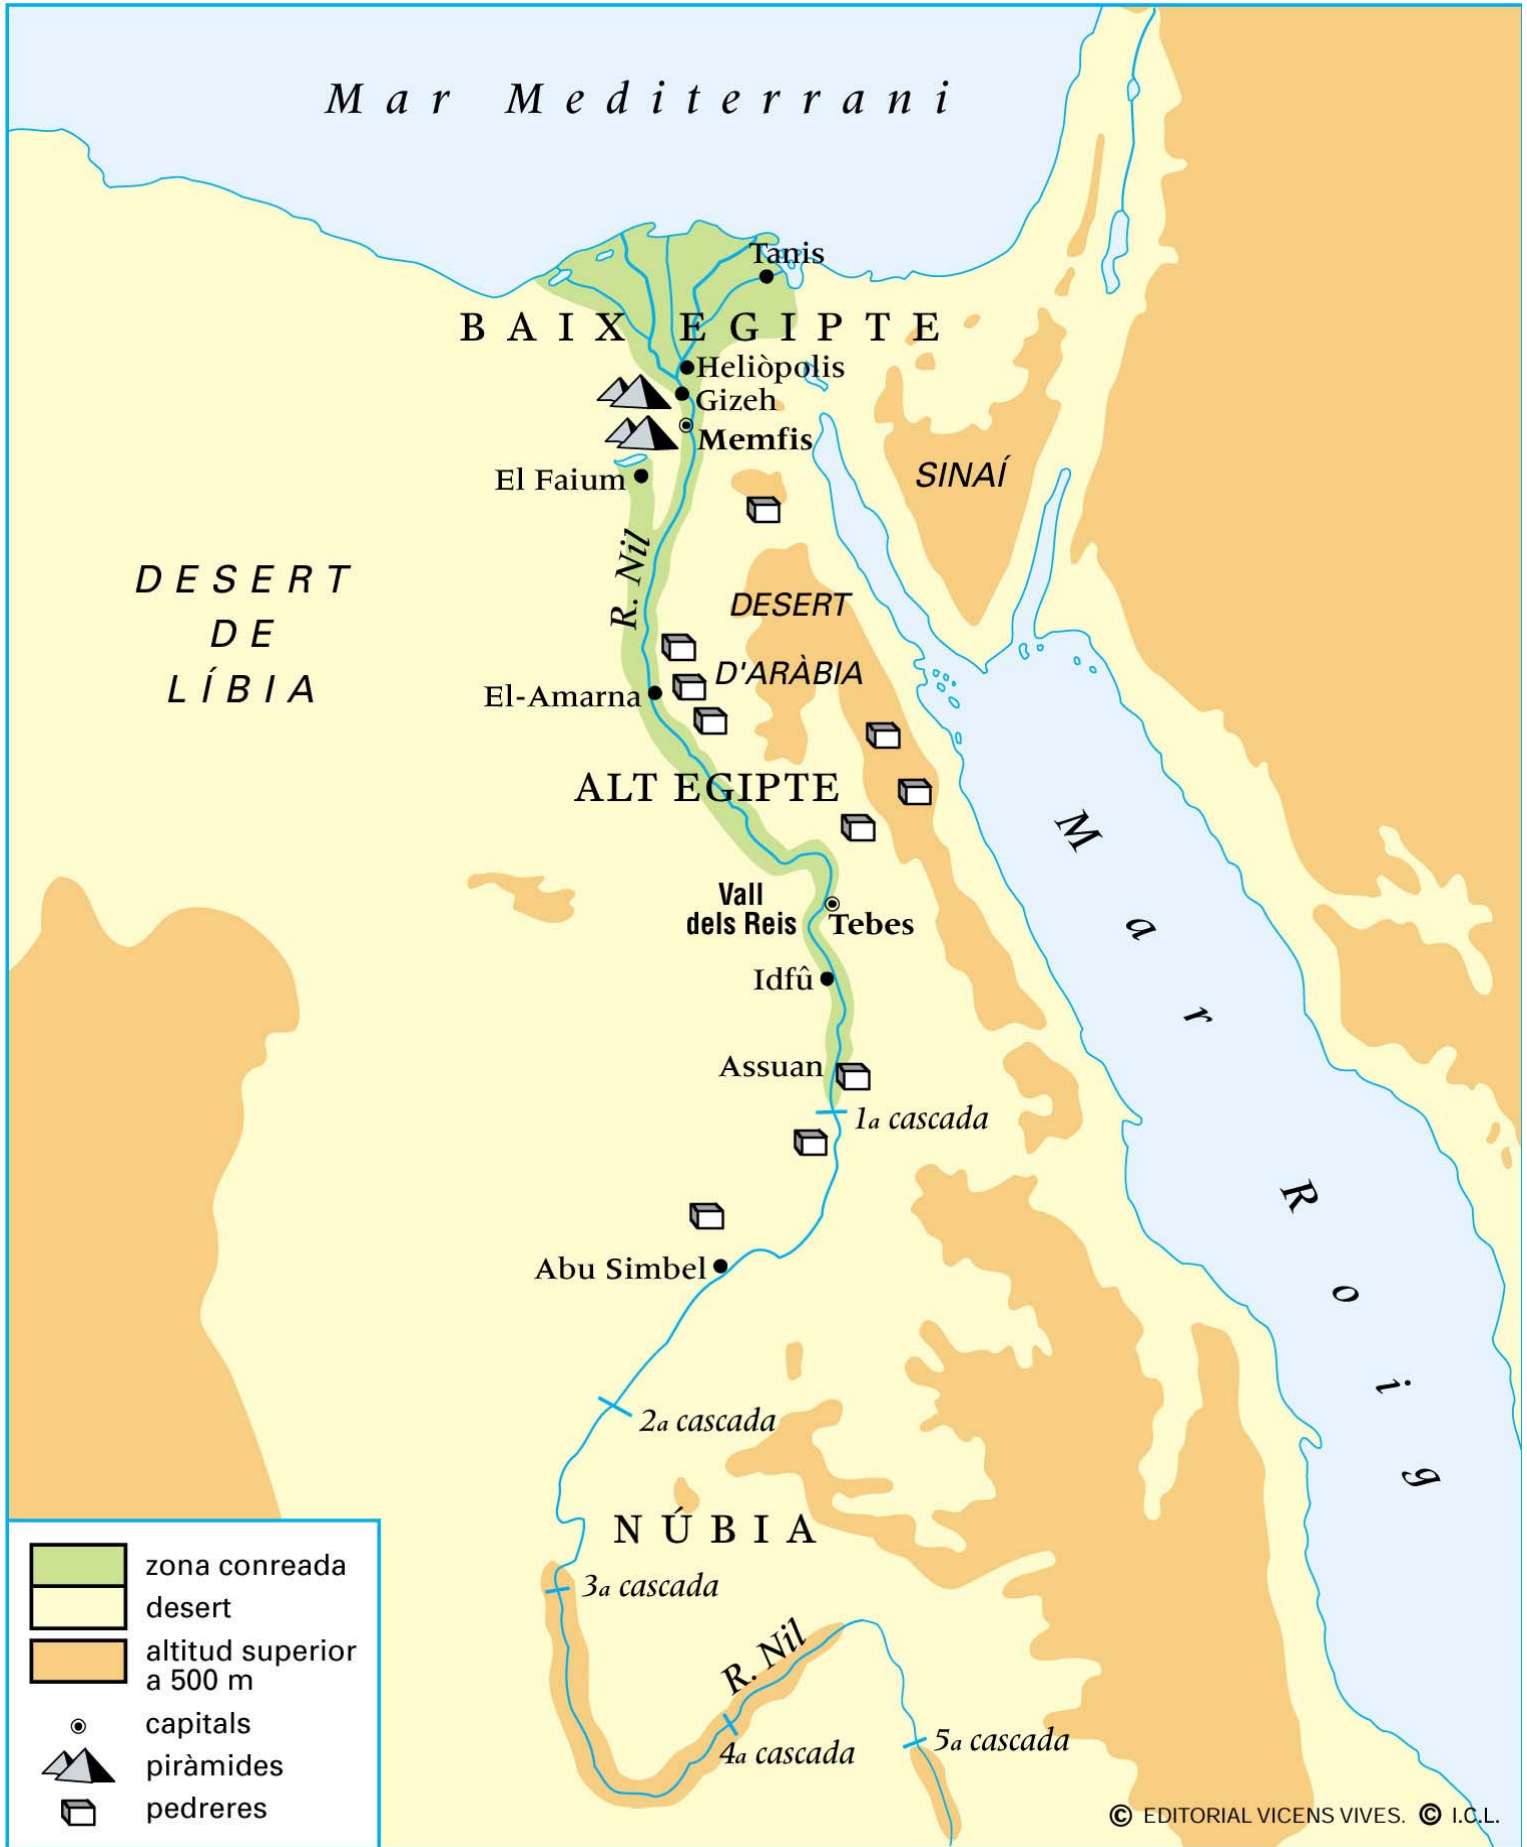 Mar Mediterrani
Tanis
BAIX EGIPTE
Heliòpolis
Gizeh
Memfis
El Faium
SINAÍ
R. Nil
DESERT
DE
LÍBIA
DESERT
D'ARÀBIA
El-Amarna
ALT EGIPTE
Mar Roig
Vall
dels Reis
Tebes
Idfû
Assuan
1a cascada
Abu Simbel
2a cascada
NÚBIA
3a cascada
R. Nil
4a cascada
5a cascada
zona conreada
desert
altitud superior
a 500 m
capitals
piràmides
pedreres
© EDITORIAL VICENS VIVES. © I.C.L.